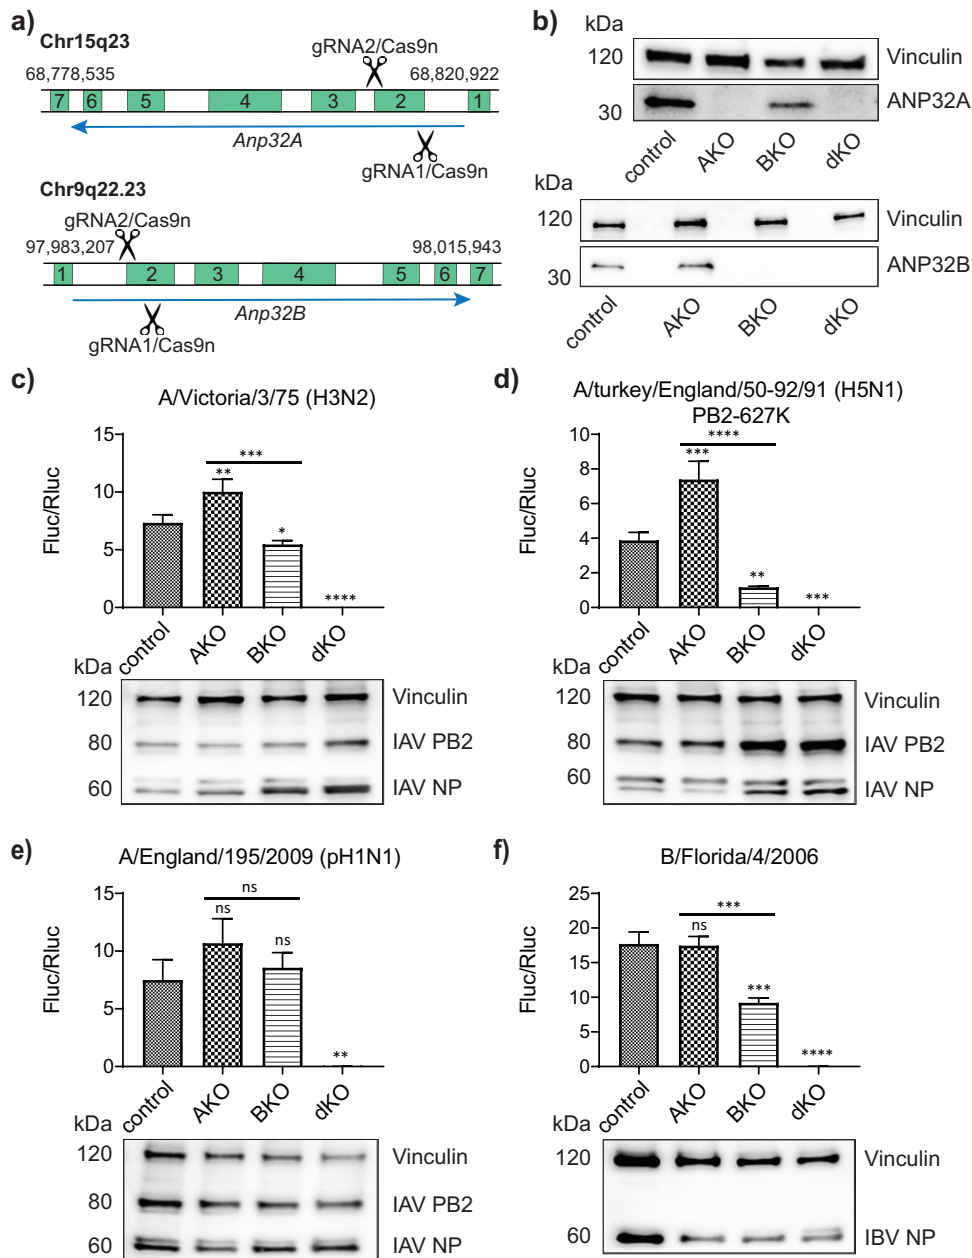 a)
Chr15q23
gRNA2/Cas9n
68,778,535 68,820,922
7 6 5 4 3 2 1
Anp32A
gRNA1/Cas9n
Chr9q22.23
gRNA2/Cas9n
97,983,207 98,015,943
1 2 3 4 5 6 7
Anp32B
gRNA1/Cas9n
b)
kDa
120 Vinculin
30 ANP32A
control AKO BKO dKO
kDa
120 Vinculin
30 ANP32B
control AKO BKO dKO
c)
A/Victoria/3/75 (H3N2)
Fluc/Rluc
15
10
5
0
***
**
*
****
control AKO BKO dKO
kDa
120 Vinculin
80 IAV PB2
60 IAV NP
d)
A/turkey/England/50-92/91 (H5N1)
PB2-627K
Fluc/Rluc
10
8
6
4
2
0
****
***
**
***
control AKO BKO dKO
kDa
120 Vinculin
80 IAV PB2
60 IAV NP
e)
A/England/195/2009 (pH1N1)
Fluc/Rluc
15
10
5
0
ns
ns
ns
**
control AKO BKO dKO
kDa
120 Vinculin
80 IAV PB2
60 IAV NP
f)
B/Florida/4/2006
Fluc/Rluc
25
20
15
10
5
0
***
ns
***
****
control AKO BKO dKO
kDa
120 Vinculin
60 IBV NP